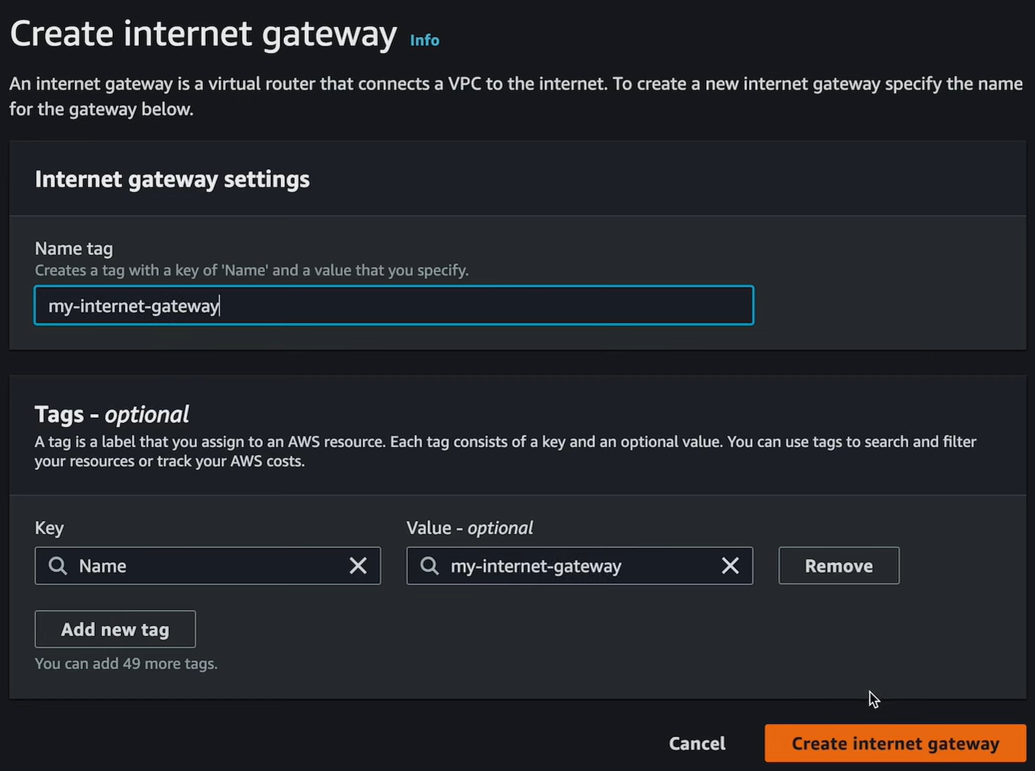 Create internet gateway Info
An internet gateway is a virtual router that connects a VPC to the internet. To create a new internet gateway specify the name
for the gateway below.
Internet gateway settings
Name tag
Creates a tag with a key of 'Name' and a value that you specify.
my-internet-gateway
Tags - optional
A tag is a label that you assign to an AWS resource. Each tag consists of a key and an optional value. You can use tags to search and filter
your resources or track your AWS costs.
Key Value - optional
Name my-internet-gateway Remove
Add new tag
You can add 49 more tags.
Cancel Create internet gateway